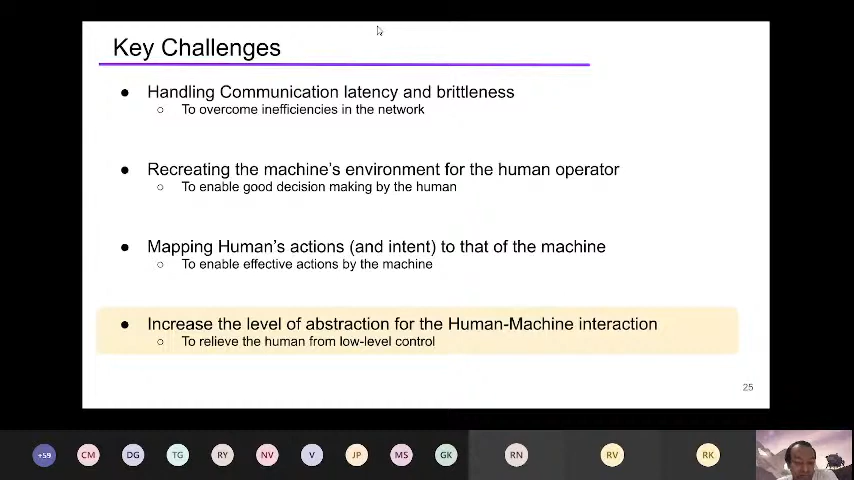 Key Challenges
● Handling Communication latency and brittleness
○ To overcome inefficiencies in the network
● Recreating the machine's environment for the human operator
○ To enable good decision making by the human
● Mapping Human's actions (and intent) to that of the machine
○ To enable effective actions by the machine
● Increase the level of abstraction for the Human-Machine interaction
○ To relieve the human from low-level control
25
+59 CM DG TG RY NV V JP MS GK RN RV RK